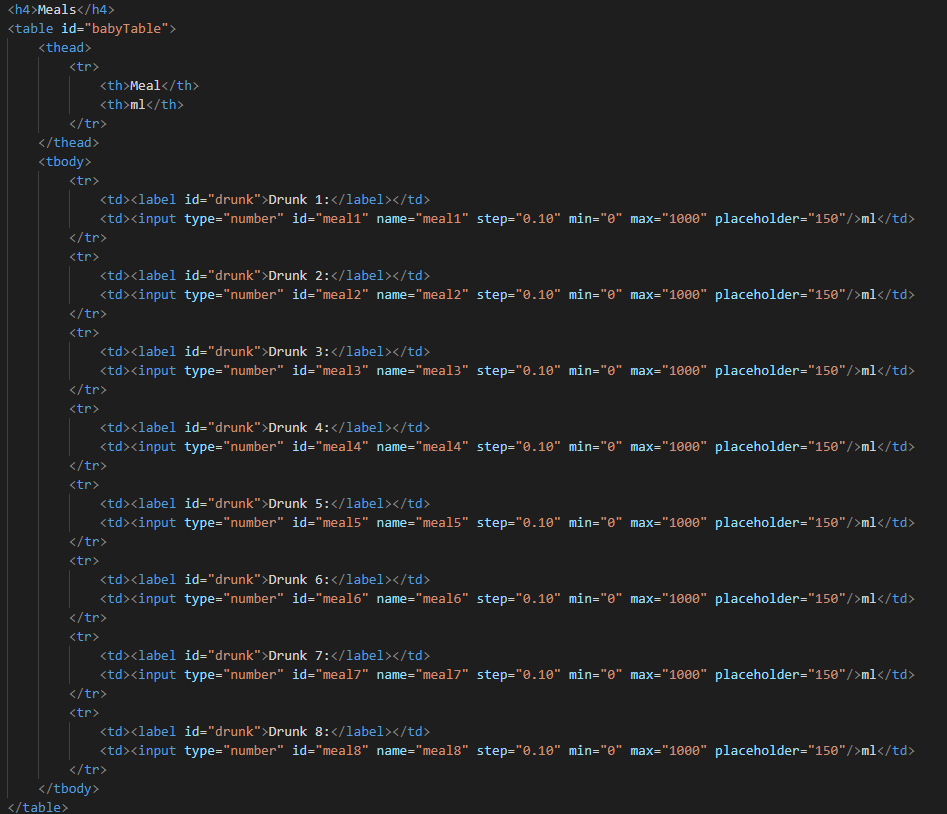 <h4>Meals</h4>
<table id="babyTable">
    <thead>
        <tr>
            <th>Meal</th>
            <th>ml</th>
        </tr>
    </thead>
    <tbody>
        <tr>
            <td><label id="drunk">Drunk 1:</label></td>
            <td><input type="number" id="meal1" name="meal1" step="0.10" min="0" max="1000" placeholder="150"/>ml</td>
        </tr>
        <tr>
            <td><label id="drunk">Drunk 2:</label></td>
            <td><input type="number" id="meal2" name="meal2" step="0.10" min="0" max="1000" placeholder="150"/>ml</td>
        </tr>
        <tr>
            <td><label id="drunk">Drunk 3:</label></td>
            <td><input type="number" id="meal3" name="meal3" step="0.10" min="0" max="1000" placeholder="150"/>ml</td>
        </tr>
        <tr>
            <td><label id="drunk">Drunk 4:</label></td>
            <td><input type="number" id="meal4" name="meal4" step="0.10" min="0" max="1000" placeholder="150"/>ml</td>
        </tr>
        <tr>
            <td><label id="drunk">Drunk 5:</label></td>
            <td><input type="number" id="meal5" name="meal5" step="0.10" min="0" max="1000" placeholder="150"/>ml</td>
        </tr>
        <tr>
            <td><label id="drunk">Drunk 6:</label></td>
            <td><input type="number" id="meal6" name="meal6" step="0.10" min="0" max="1000" placeholder="150"/>ml</td>
        </tr>
        <tr>
            <td><label id="drunk">Drunk 7:</label></td>
            <td><input type="number" id="meal7" name="meal7" step="0.10" min="0" max="1000" placeholder="150"/>ml</td>
        </tr>
        <tr>
            <td><label id="drunk">Drunk 8:</label></td>
            <td><input type="number" id="meal8" name="meal8" step="0.10" min="0" max="1000" placeholder="150"/>ml</td>
        </tr>
    </tbody>
</table>